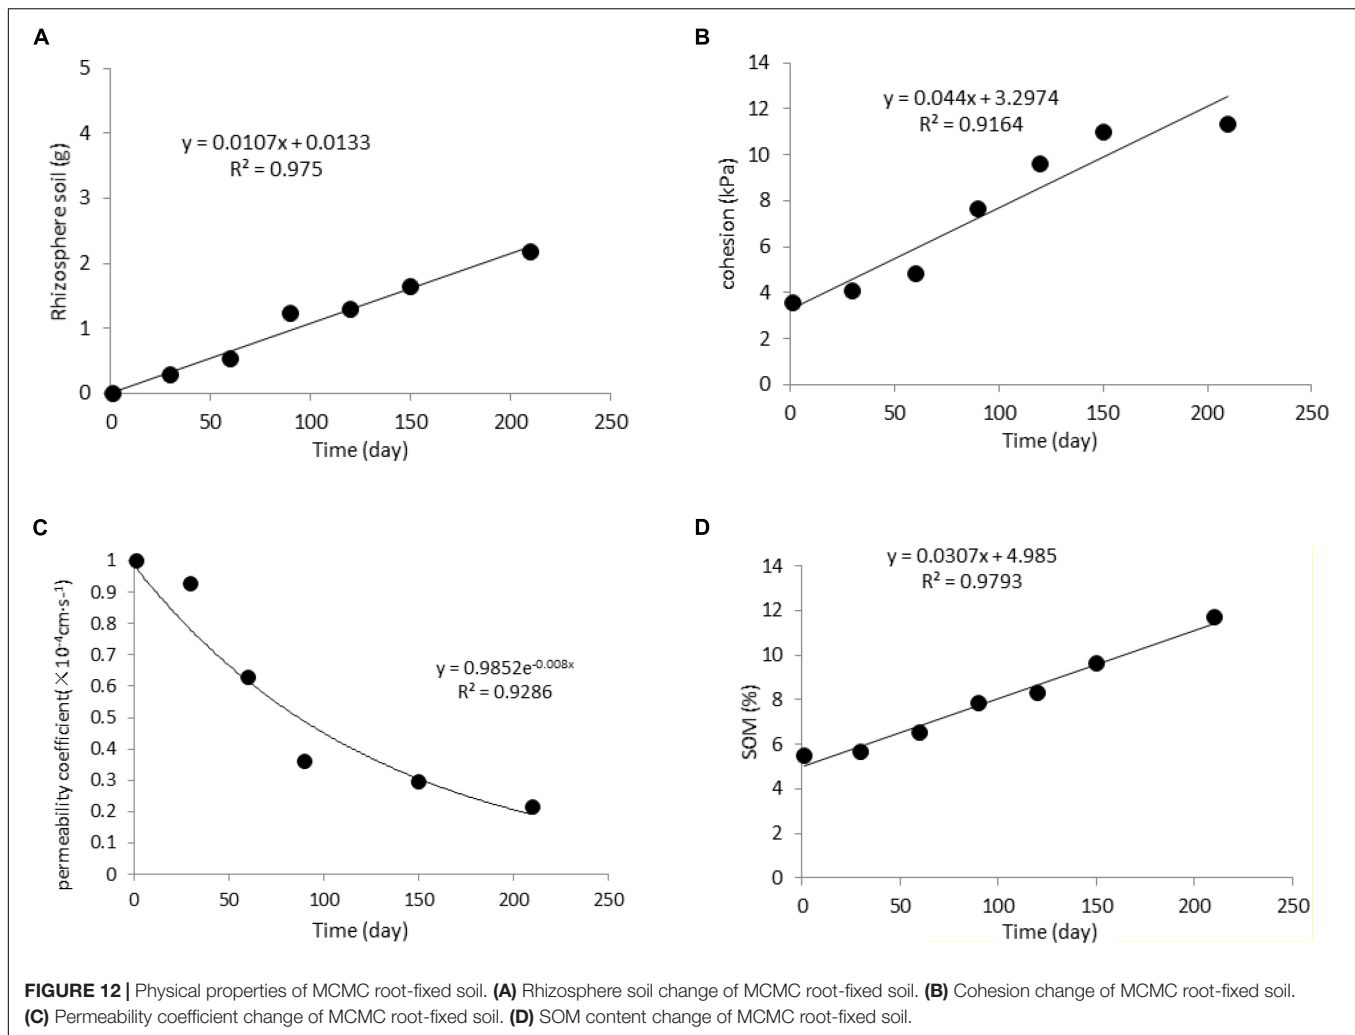 A
5
4
3
2
1
0
Rhizosphere soil (g)
y = 0.0107x + 0.0133
R² = 0.975
0 50 100 150 200 250
Time (day)
B
14
12
10
8
6
4
2
0
cohesion (kPa)
y = 0.044x + 3.2974
R² = 0.9164
0 50 100 150 200 250
Time (day)
C
1
0.9
0.8
0.7
0.6
0.5
0.4
0.3
0.2
0.1
0
permeability coefficient(×10⁻⁴cm·s⁻¹)
y = 0.9852e⁻⁰·⁰⁰⁸ˣ
R² = 0.9286
0 50 100 150 200 250
Time (day)
D
14
12
10
8
6
4
2
0
SOM (%)
y = 0.0307x + 4.985
R² = 0.9793
0 50 100 150 200 250
Time (day)
FIGURE 12 | Physical properties of MCMC root-fixed soil. (A) Rhizosphere soil change of MCMC root-fixed soil. (B) Cohesion change of MCMC root-fixed soil.
(C) Permeability coefficient change of MCMC root-fixed soil. (D) SOM content change of MCMC root-fixed soil.